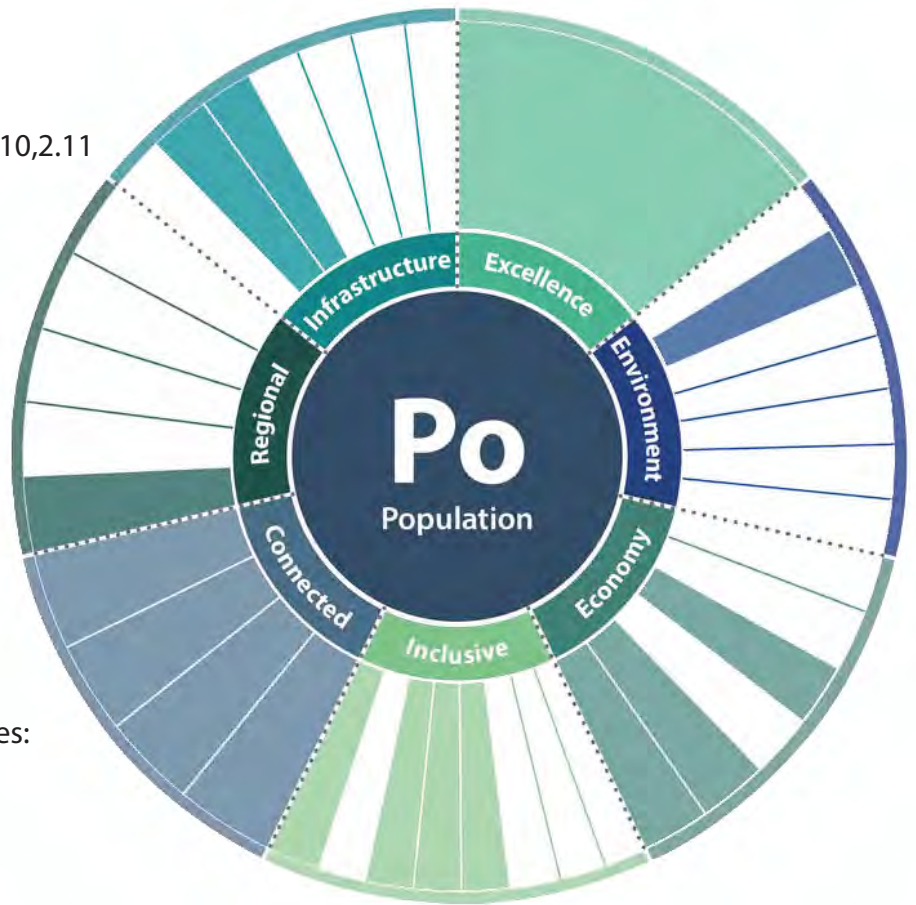 10,2.11
Infrastructure
Excellence
Environment
Regional
Po
Population
Connected
Economy
Inclusive
es: